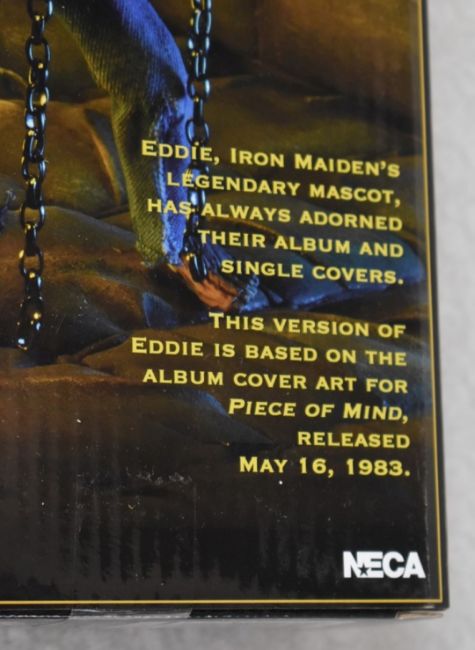 EDDIE, IRON MAIDEN'S
LEGENDARY MASCOT,
HAS ALWAYS ADORNED
THEIR ALBUM AND
SINGLE COVERS.
THIS VERSION OF
EDDIE IS BASED ON THE
ALBUM COVER ART FOR
PIECE OF MIND,
RELEASED
MAY 16, 1983.
NECA